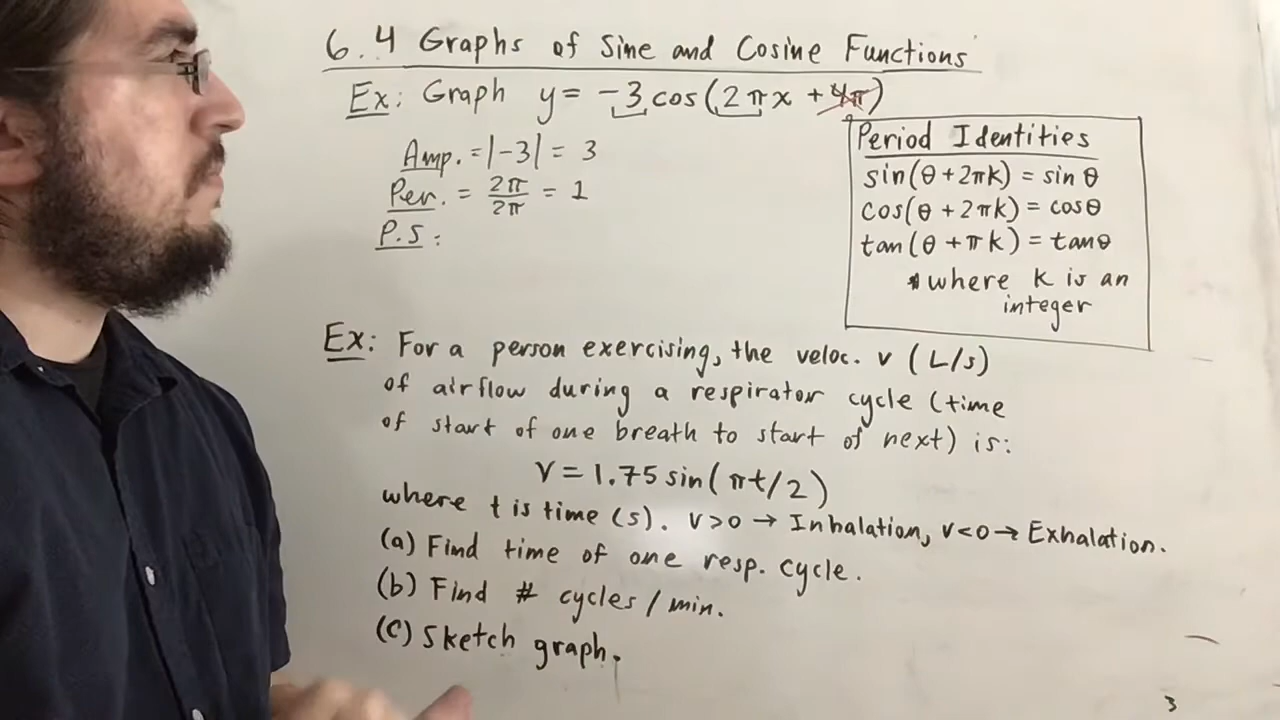 6.4 Graphs of Sine and Cosine Functions
Ex: Graph y = -3 cos(2πx + 4π)
Amp. = |-3| = 3
Per. = 2π/2π = 1
P.S:
Period Identities
sin(θ+2πk) = sin θ
cos(θ+2πk) = cosθ
tan(θ+πk) = tanθ
* where k is an
integer
Ex: For a person exercising, the veloc. v (L/s)
of airflow during a respirator cycle (time
of start of one breath to start of next) is:
v = 1.75 sin(πt/2)
where t is time (s). v>0 → Inhalation, v<0 → Exhalation.
(a) Find time of one resp. cycle.
(b) Find # cycles / min.
(c) Sketch graph.
3